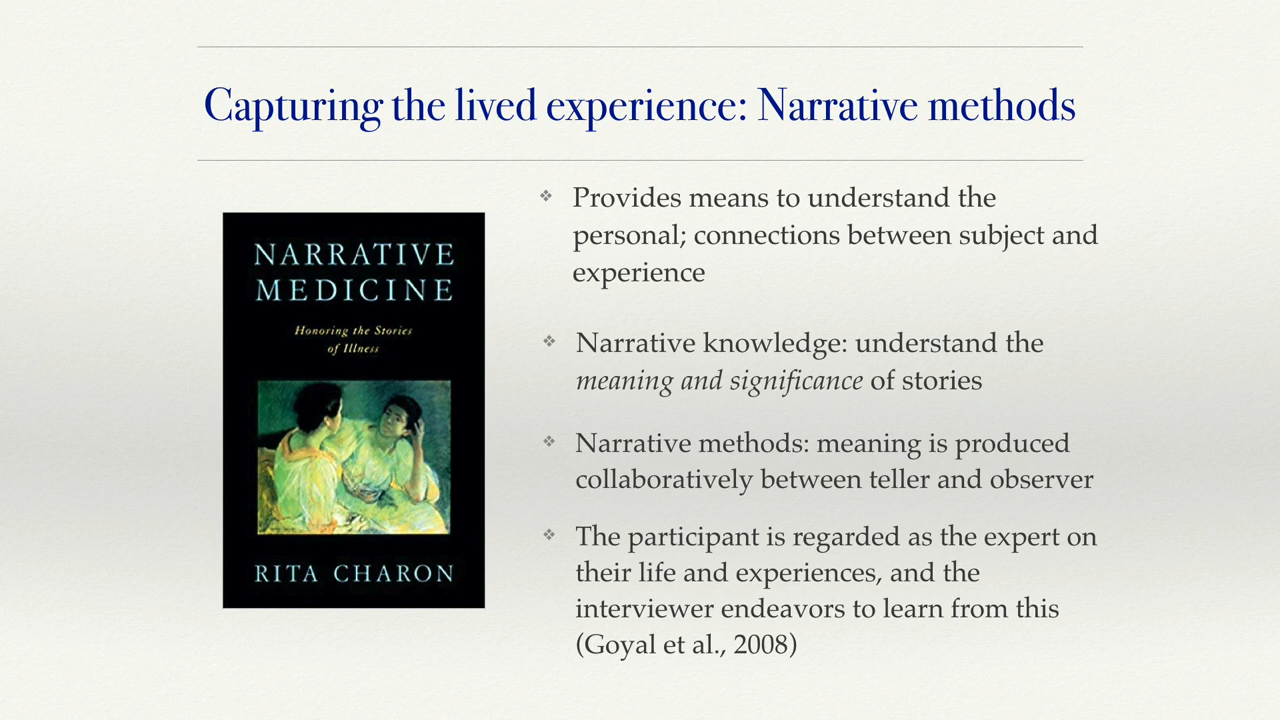 Capturing the lived experience: Narrative methods
NARRATIVE
MEDICINE
Honoring the Stories
of Illness
RITA CHARON
❖ Provides means to understand the
personal; connections between subject and
experience
❖ Narrative knowledge: understand the
meaning and significance of stories
❖ Narrative methods: meaning is produced
collaboratively between teller and observer
❖ The participant is regarded as the expert on
their life and experiences, and the
interviewer endeavors to learn from this
(Goyal et al., 2008)